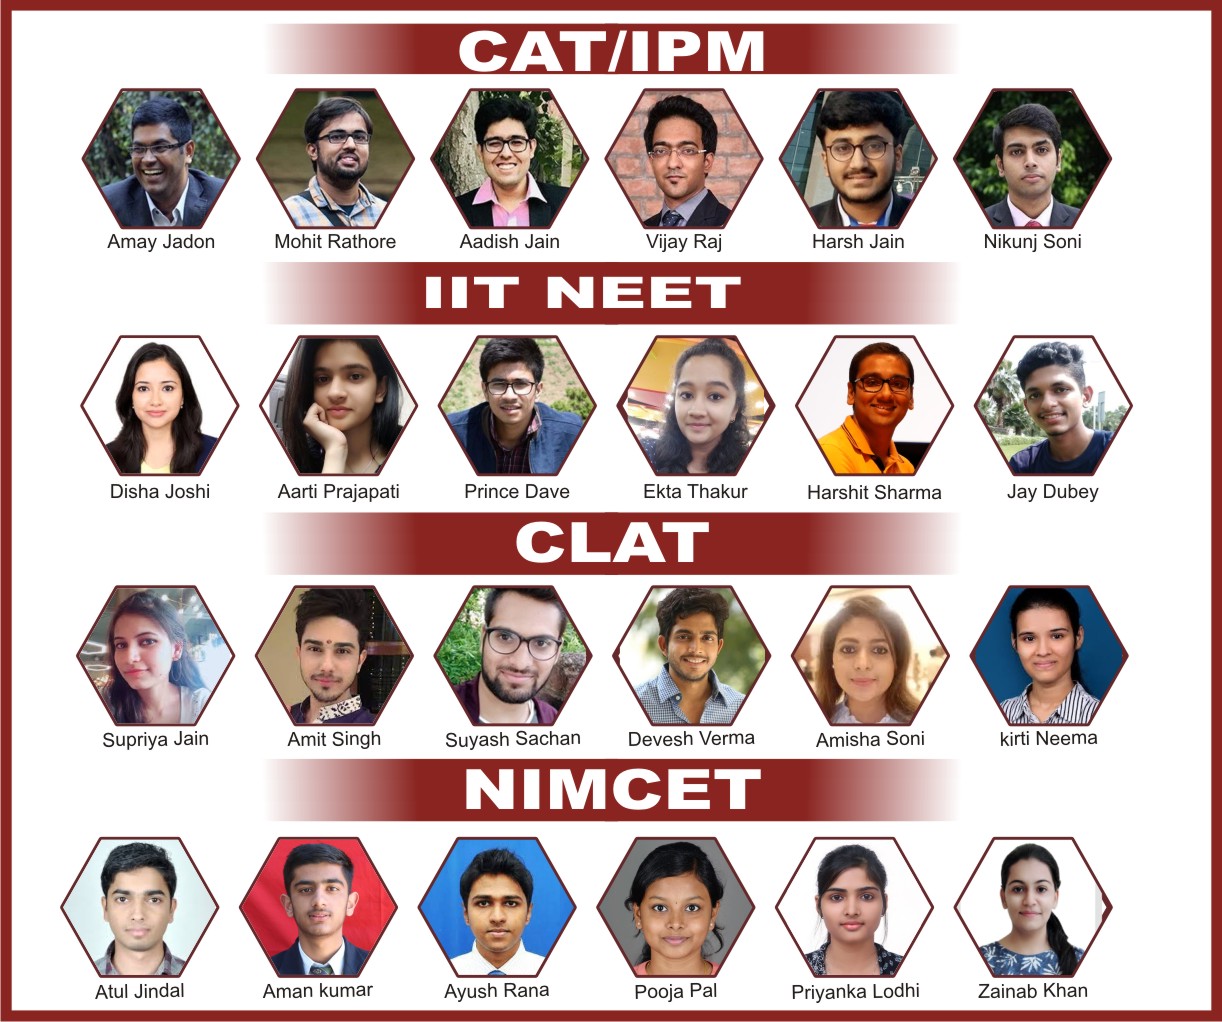 CAT/IPM
Amay Jadon Mohit Rathore Aadish Jain Vijay Raj Harsh Jain Nikunj Soni
IIT NEET
Disha Joshi Aarti Prajapati Prince Dave Ekta Thakur Harshit Sharma Jay Dubey
CLAT
Supriya Jain Amit Singh Suyash Sachan Devesh Verma Amisha Soni kirti Neema
NIMCET
Atul Jindal Aman kumar Ayush Rana Pooja Pal Priyanka Lodhi Zainab Khan